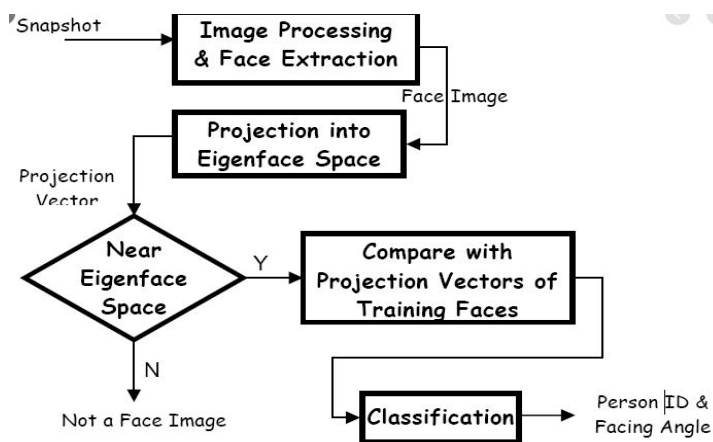 Snapshot
Image Processing
& Face Extraction
Face Image
Projection into
Eigenface Space
Projection
Vector
Near
Eigenface
Space
Y
Compare with
Projection Vectors of
Training Faces
N
Not a Face Image
Classification
Person ID &
Facing Angle